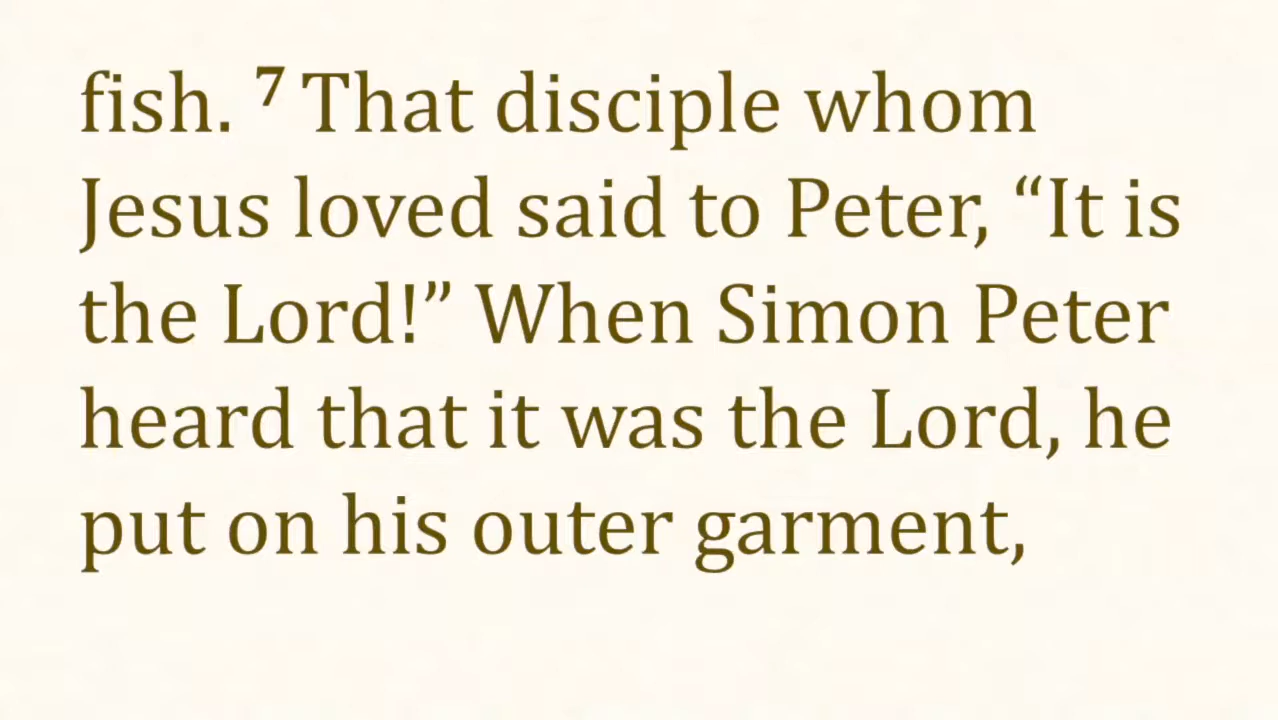 fish. ⁷ That disciple whom
Jesus loved said to Peter, “It is
the Lord!” When Simon Peter
heard that it was the Lord, he
put on his outer garment,